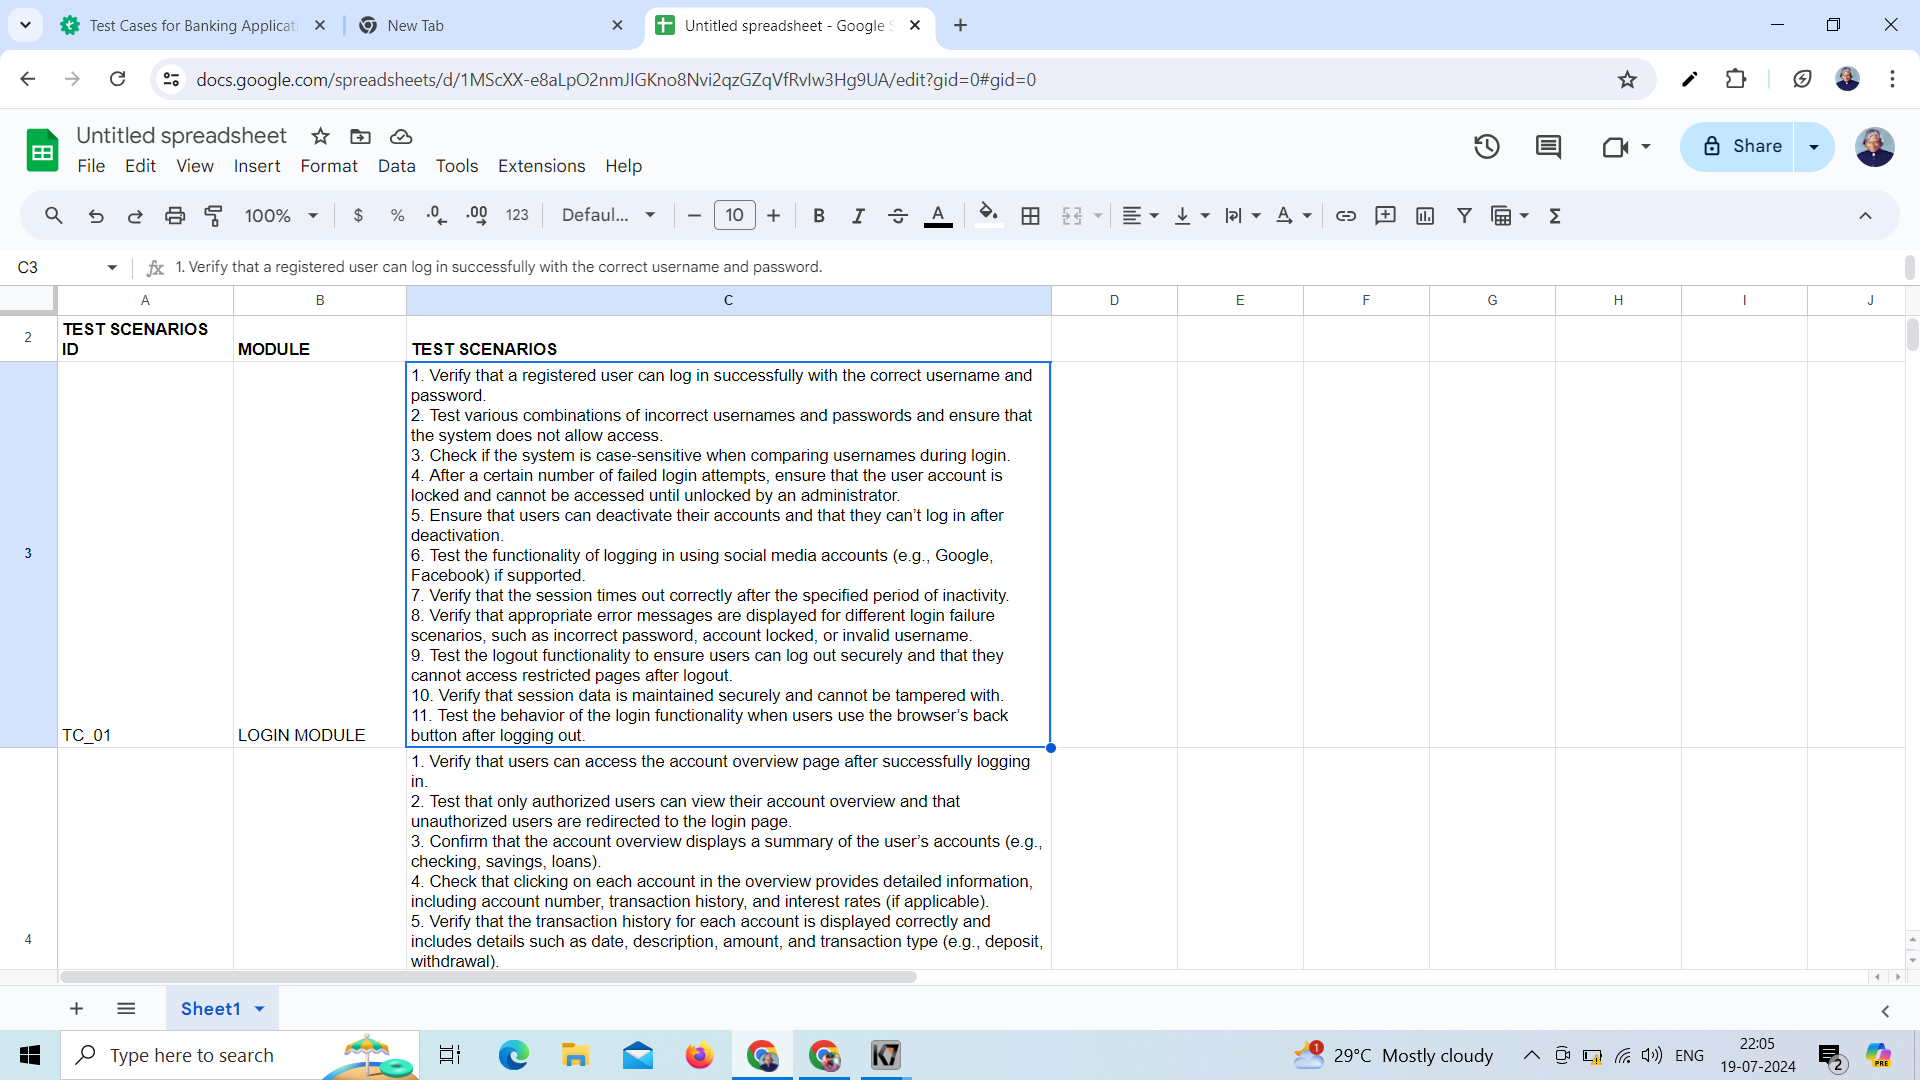 Test Cases for Banking Applicati
New Tab
Untitled spreadsheet - Google S
docs.google.com/spreadsheets/d/1MScXX-e8aLpO2nmJIGKno8Nvi2qzGZqVfRvIw3Hg9UA/edit?gid=0#gid=0
Untitled spreadsheet
File Edit View Insert Format Data Tools Extensions Help
Share
100% $ % .0 .00 123 Defaul... 10 B I A
C3 fx 1. Verify that a registered user can log in successfully with the correct username and password.
A B C D E F G H I J
2 TEST SCENARIOS
ID MODULE TEST SCENARIOS
1. Verify that a registered user can log in successfully with the correct username and
password.
2. Test various combinations of incorrect usernames and passwords and ensure that
the system does not allow access.
3. Check if the system is case-sensitive when comparing usernames during login.
4. After a certain number of failed login attempts, ensure that the user account is
locked and cannot be accessed until unlocked by an administrator.
5. Ensure that users can deactivate their accounts and that they can’t log in after
deactivation.
3
6. Test the functionality of logging in using social media accounts (e.g., Google,
Facebook) if supported.
7. Verify that the session times out correctly after the specified period of inactivity.
8. Verify that appropriate error messages are displayed for different login failure
scenarios, such as incorrect password, account locked, or invalid username.
9. Test the logout functionality to ensure users can log out securely and that they
cannot access restricted pages after logout.
10. Verify that session data is maintained securely and cannot be tampered with.
11. Test the behavior of the login functionality when users use the browser’s back
TC_01 LOGIN MODULE button after logging out.
1. Verify that users can access the account overview page after successfully logging
in.
2. Test that only authorized users can view their account overview and that
unauthorized users are redirected to the login page.
3. Confirm that the account overview displays a summary of the user’s accounts (e.g.,
checking, savings, loans).
4. Check that clicking on each account in the overview provides detailed information,
including account number, transaction history, and interest rates (if applicable).
5. Verify that the transaction history for each account is displayed correctly and
4 includes details such as date, description, amount, and transaction type (e.g., deposit,
withdrawal).
Sheet1
Type here to search
1 29°C Mostly cloudy ENG 22:05
19-07-2024
2
PRE